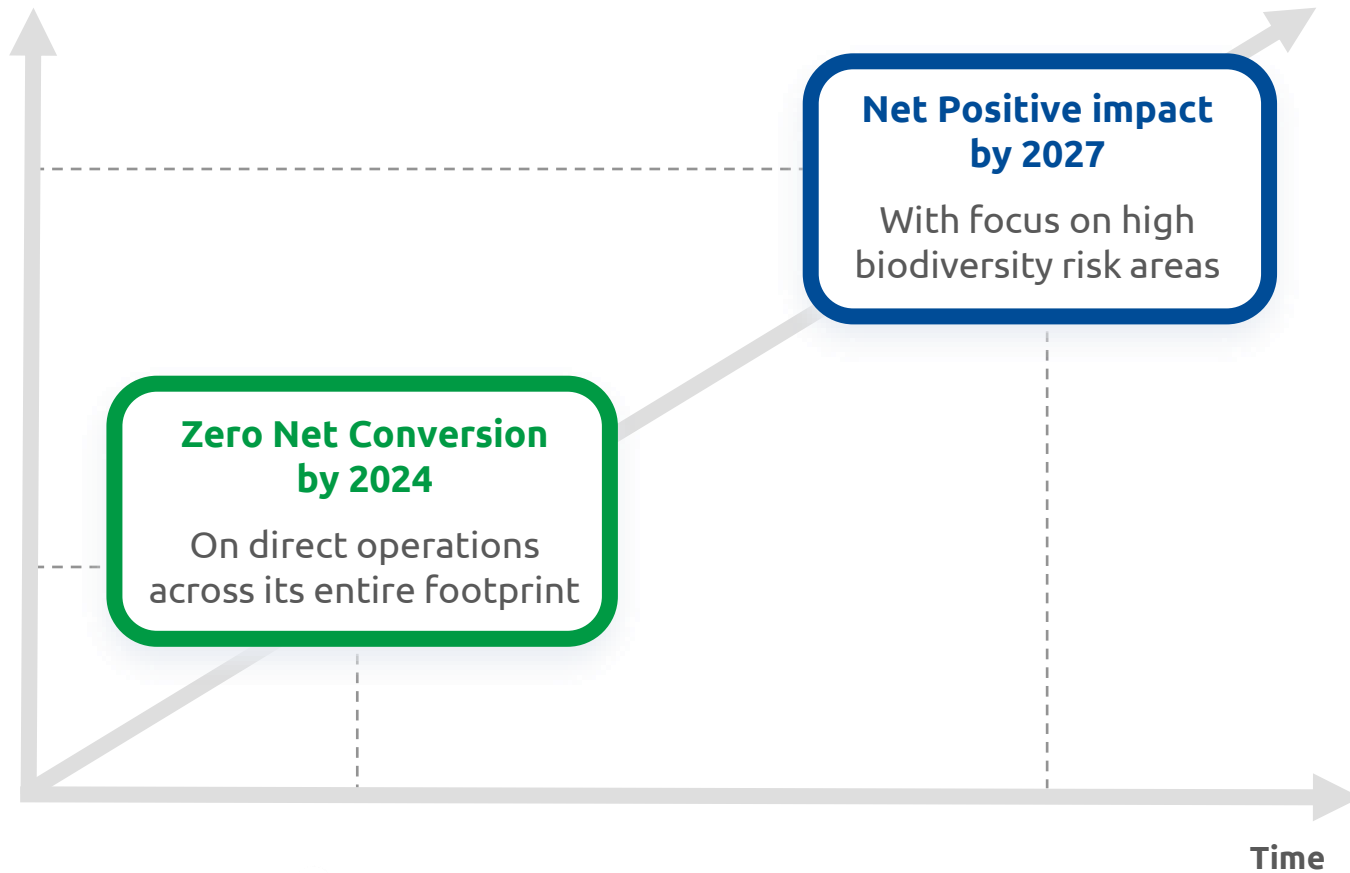 Net Positive impact
by 2027
With focus on high
biodiversity risk areas
Zero Net Conversion
by 2024
On direct operations
across its entire footprint
Time